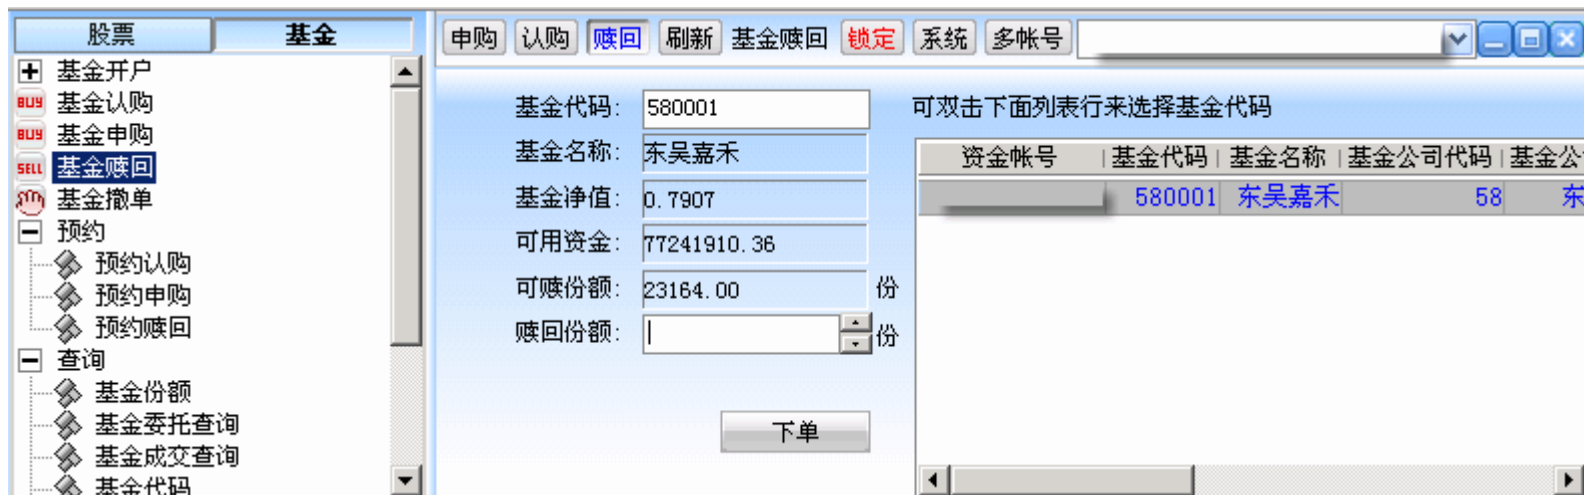 股票 基金
基金开户
BUY 基金认购
BUY 基金申购
SELL 基金赎回
基金撤单
预约
预约认购
预约申购
预约赎回
查询
基金份额
基金委托查询
基金成交查询
基金代码
申购 认购 赎回 刷新 基金赎回 锁定 系统 多帐号
基金代码: 580001
基金名称: 东吴嘉禾
基金净值: 0.7907
可用资金: 77241910.36
可赎份额: 23164.00 份
赎回份额: 份
下单
可双击下面列表行来选择基金代码
资金帐号 基金代码 基金名称 基金公司代码 基金公
580001 东吴嘉禾 58 东